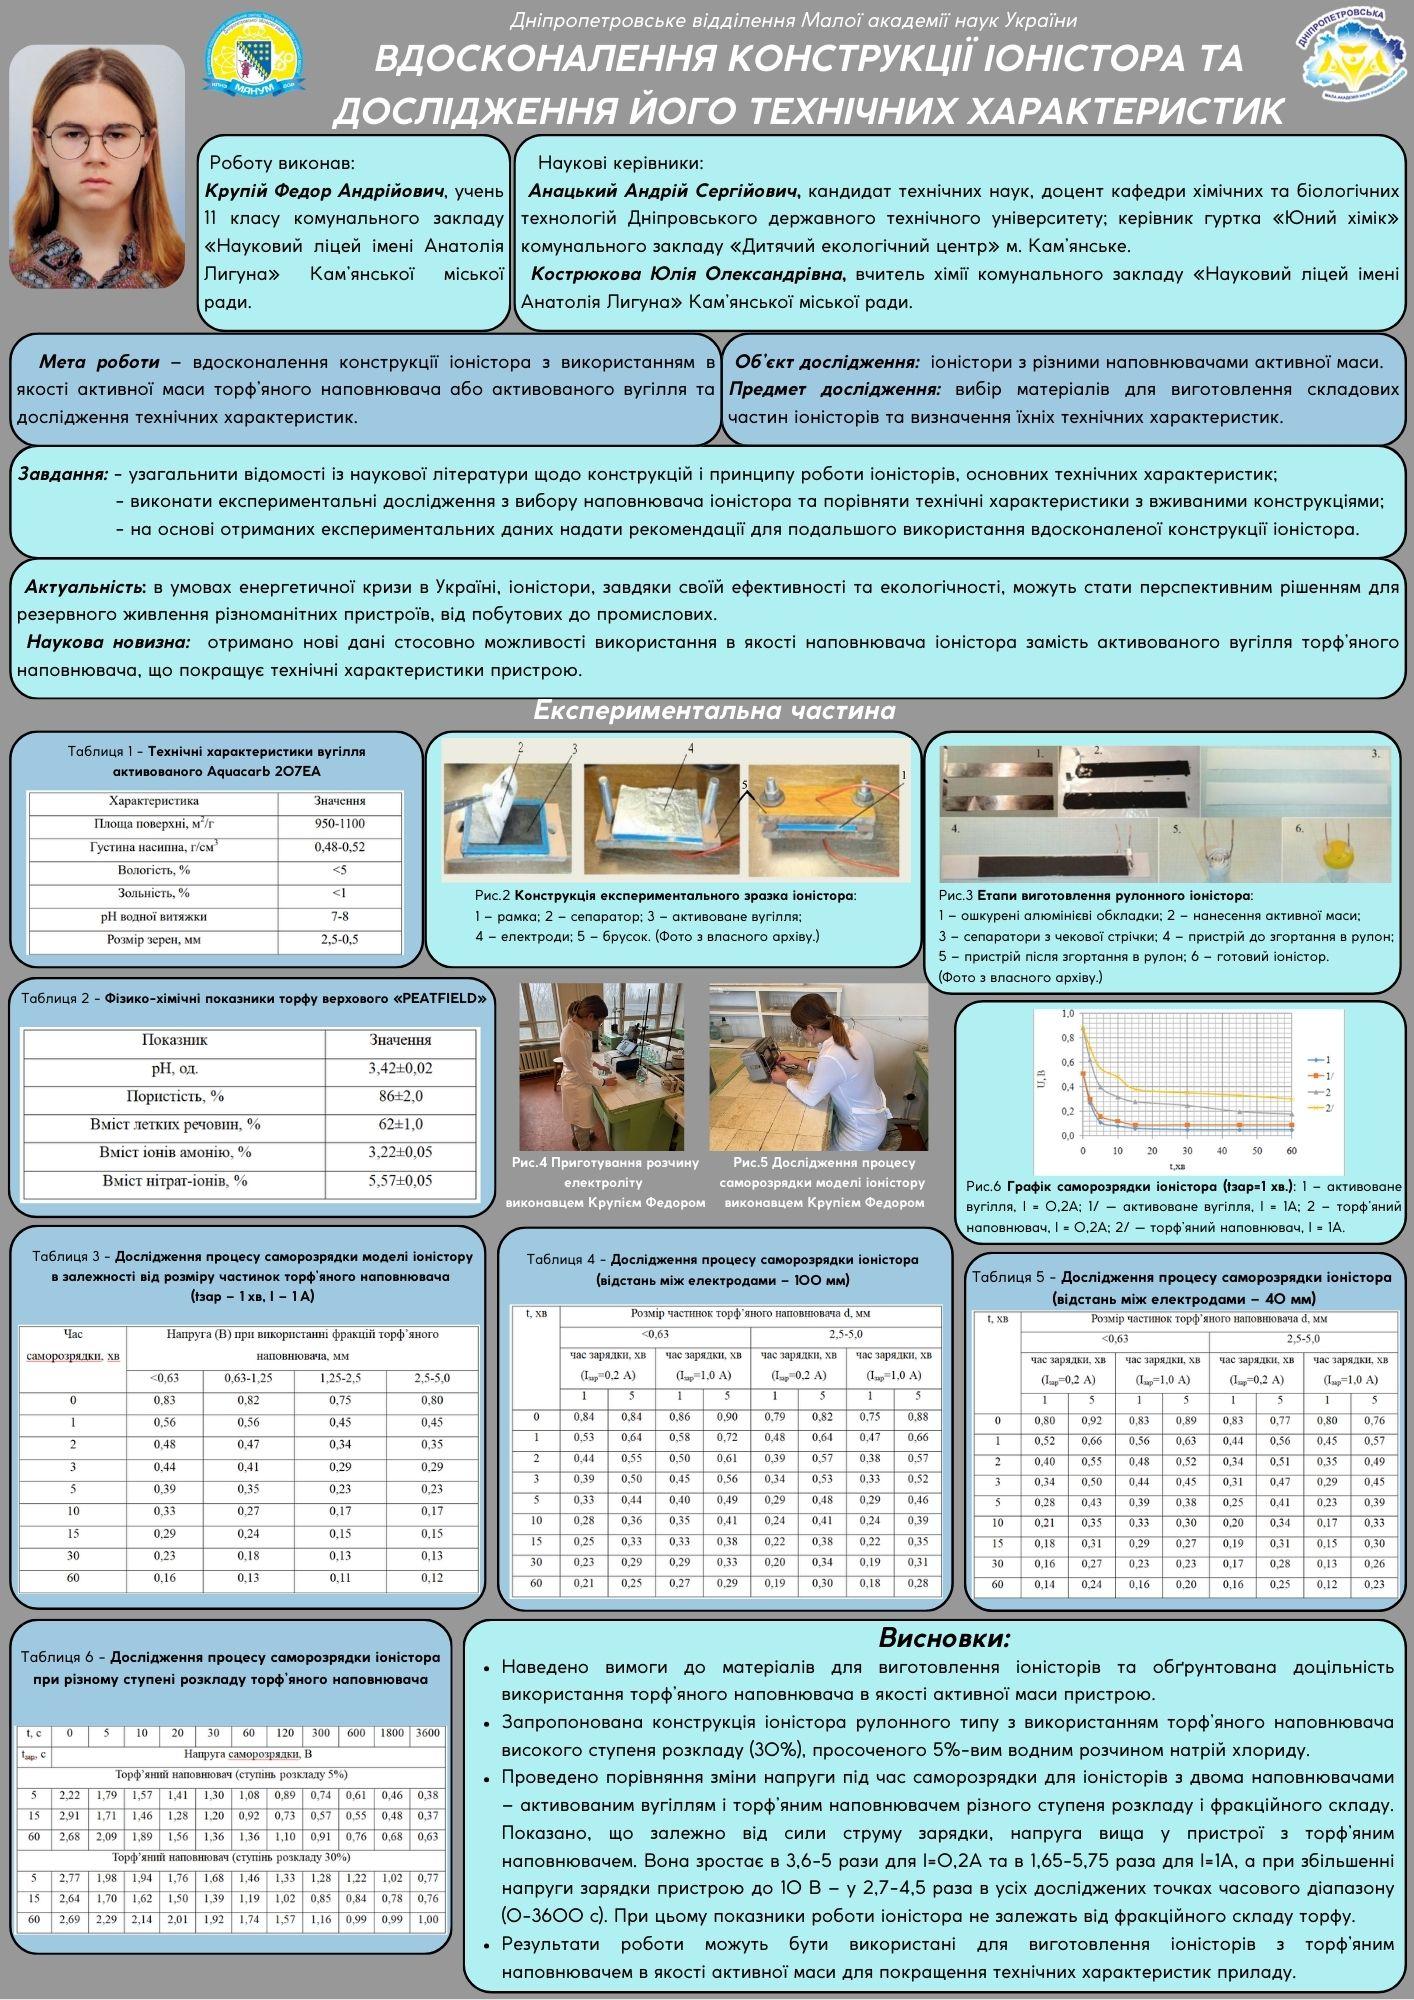 Дніпропетровське відділення Малої академії наук України
ВДОСКОНАЛЕННЯ КОНСТРУКЦІЇ ІОНІСТОРА ТА
ДОСЛІДЖЕННЯ ЙОГО ТЕХНІЧНИХ ХАРАКТЕРИСТИК
МАНУМ
ДНІПРОПЕТРОВСЬКА
Роботу виконав:
Крупій Федор Андрійович, учень
11 класу комунального закладу
«Науковий ліцей імені Анатолія
Лигуна» Кам'янської міської
ради.
Наукові керівники:
Анацький Андрій Сергійович, кандидат технічних наук, доцент кафедри хімічних та біологічних
технологій Дніпровського державного технічного університету; керівник гуртка «Юний хімік»
комунального закладу «Дитячий екологічний центр» м. Кам'янське.
Кострюкова Юлія Олександрівна, вчитель хімії комунального закладу «Науковий ліцей імені
Анатолія Лигуна» Кам'янської міської ради.
Мета роботи – вдосконалення конструкції іоністора з використанням в
якості активної маси торф'яного наповнювача або активованого вугілля та
дослідження технічних характеристик.
Об'єкт дослідження: іоністори з різними наповнювачами активної маси.
Предмет дослідження: вибір матеріалів для виготовлення складових
частин іоністорів та визначення їхніх технічних характеристик.
Завдання: - узагальнити відомості із наукової літератури щодо конструкцій і принципу роботи іоністорів, основних технічних характеристик;
- виконати експериментальні дослідження з вибору наповнювача іоністора та порівняти технічні характеристики з вживаними конструкціями;
- на основі отриманих експериментальних даних надати рекомендації для подальшого використання вдосконаленої конструкції іоністора.
Актуальність: в умовах енергетичної кризи в Україні, іоністори, завдяки своїй ефективності та екологічності, можуть стати перспективним рішенням для
резервного живлення різноманітних пристроїв, від побутових до промислових.
Наукова новизна: отримано нові дані стосовно можливості використання в якості наповнювача іоністора замість активованого вугілля торф'яного
наповнювача, що покращує технічні характеристики пристрою.
Експериментальна частина
Таблиця 1 - Технічні характеристики вугілля
активованого Aquacarb 207EA
Характеристика Значення
Площа поверхні, м2/г 950-1100
Густина насипна, г/см3 0,48-0,52
Вологість, % <5
Зольність, % <1
pH водної витяжки 7-8
Розмір зерен, мм 2,5-0,5
2 3 4 5 1
Рис.2 Конструкція експериментального зразка іоністора:
1 – рамка; 2 – сепаратор; 3 – активоване вугілля;
4 – електроди; 5 – брусок. (Фото з власного архіву.)
1. 2. 3.
4. 5. 6.
Рис.3 Етапи виготовлення рулонного іоністора:
1 – ошкурені алюмінієві обкладки; 2 – нанесення активної маси;
3 – сепаратори з чекової стрічки; 4 – пристрій до згортання в рулон;
5 – пристрій після згортання в рулон; 6 – готовий іоністор.
(Фото з власного архіву.)
Таблиця 2 - Фізико-хімічні показники торфу верхового «PEATFIELD»
Показник Значення
pH, од. 3,42±0,02
Пористість, % 86±2,0
Вміст летких речовин, % 62±1,0
Вміст іонів амонію, % 3,22±0,05
Вміст нітрат-іонів, % 5,57±0,05
Рис.4 Приготування розчину
електроліту
виконавцем Крупієм Федором
Рис.5 Дослідження процесу
саморозрядки моделі іоністору
виконавцем Крупієм Федором
U, В
1,0
0,8
0,6
0,4
0,2
0,0
0 10 20 30 40 50 60
t,хв
1
1/
2
2/
Рис.6 Графік саморозрядки іоністора (tзар=1 хв.): 1 – активоване
вугілля, I = 0,2А; 1/ — активоване вугілля, I = 1А; 2 – торф'яний
наповнювач, I = 0,2А; 2/ — торф'яний наповнювач, I = 1А.
Таблиця 3 - Дослідження процесу саморозрядки моделі іоністору
в залежності від розміру частинок торф'яного наповнювача
(tзар – 1 хв, I – 1 А)
Час Напруга (В) при використанні фракцій торф'яного
саморозрядки, хв наповнювача, мм
<0,63 0,63-1,25 1,25-2,5 2,5-5,0
0 0,83 0,82 0,75 0,80
1 0,56 0,56 0,45 0,45
2 0,48 0,47 0,34 0,35
3 0,44 0,41 0,29 0,29
5 0,39 0,35 0,23 0,23
10 0,33 0,27 0,17 0,17
15 0,29 0,24 0,15 0,15
30 0,23 0,18 0,13 0,13
60 0,16 0,13 0,11 0,12
Таблиця 4 - Дослідження процесу саморозрядки іоністора
(відстань між електродами – 100 мм)
t, хв Розмір частинок торф'яного наповнювача d, мм
<0,63 2,5-5,0
час зарядки, хв час зарядки, хв час зарядки, хв час зарядки, хв
(Iзар=0,2 А) (Iзар=1,0 А) (Iзар=0,2 А) (Iзар=1,0 А)
1 5 1 5 1 5 1 5
0 0,84 0,84 0,86 0,90 0,79 0,82 0,75 0,88
1 0,53 0,64 0,58 0,72 0,48 0,64 0,47 0,66
2 0,44 0,55 0,50 0,61 0,39 0,57 0,38 0,57
3 0,39 0,50 0,45 0,56 0,34 0,53 0,33 0,52
5 0,33 0,44 0,40 0,49 0,29 0,48 0,29 0,46
10 0,28 0,36 0,35 0,41 0,24 0,41 0,24 0,39
15 0,25 0,33 0,33 0,38 0,22 0,38 0,22 0,35
30 0,23 0,29 0,29 0,33 0,20 0,34 0,19 0,31
60 0,21 0,25 0,27 0,29 0,19 0,30 0,18 0,28
Таблиця 5 - Дослідження процесу саморозрядки іоністора
(відстань між електродами – 40 мм)
t, хв Розмір частинок торф'яного наповнювача d, мм
<0,63 2,5-5,0
час зарядки, хв час зарядки, хв час зарядки, хв час зарядки, хв
(Iзар=0,2 А) (Iзар=1,0 А) (Iзар=0,2 А) (Iзар=1,0 А)
1 5 1 5 1 5 1 5
0 0,80 0,92 0,83 0,89 0,83 0,77 0,80 0,76
1 0,52 0,66 0,56 0,63 0,44 0,56 0,45 0,57
2 0,40 0,55 0,48 0,52 0,34 0,51 0,35 0,49
3 0,34 0,50 0,44 0,45 0,31 0,47 0,29 0,45
5 0,28 0,43 0,39 0,38 0,25 0,41 0,23 0,39
10 0,21 0,35 0,33 0,30 0,20 0,34 0,17 0,33
15 0,18 0,31 0,29 0,27 0,19 0,31 0,15 0,30
30 0,16 0,27 0,23 0,23 0,17 0,28 0,13 0,26
60 0,14 0,24 0,16 0,20 0,16 0,25 0,12 0,23
Таблиця 6 - Дослідження процесу саморозрядки іоністора
при різному ступені розкладу торф'яного наповнювача
t, с 0 5 10 20 30 60 120 300 600 1800 3600
tзар, с Напруга саморозрядки, В
Торф'яний наповнювач (ступінь розкладу 5%)
5 2,22 1,79 1,57 1,41 1,30 1,08 0,89 0,74 0,61 0,46 0,38
15 2,91 1,71 1,46 1,28 1,20 0,92 0,73 0,57 0,55 0,48 0,37
60 2,68 2,09 1,89 1,56 1,36 1,36 1,10 0,91 0,76 0,68 0,63
Торф'яний наповнювач (ступінь розкладу 30%)
5 2,77 1,98 1,94 1,76 1,68 1,46 1,33 1,28 1,22 1,02 0,77
15 2,64 1,70 1,62 1,50 1,39 1,19 1,02 0,85 0,84 0,78 0,76
60 2,69 2,29 2,14 2,01 1,92 1,74 1,57 1,16 0,99 0,99 1,00
Висновки:
• Наведено вимоги до матеріалів для виготовлення іоністорів та обґрунтована доцільність
використання торф'яного наповнювача в якості активної маси пристрою.
• Запропонована конструкція іоністора рулонного типу з використанням торф'яного наповнювача
високого ступеня розкладу (30%), просоченого 5%-вим водним розчином натрій хлориду.
• Проведено порівняння зміни напруги під час саморозрядки для іоністорів з двома наповнювачами
– активованим вугіллям і торф'яним наповнювачем різного ступеня розкладу і фракційного складу.
Показано, що залежно від сили струму зарядки, напруга вища у пристрої з торф'яним
наповнювачем. Вона зростає в 3,6-5 рази для I=0,2А та в 1,65-5,75 раза для I=1А, а при збільшенні
напруги зарядки пристрою до 10 В – у 2,7-4,5 раза в усіх досліджених точках часового діапазону
(0-3600 с). При цьому показники роботи іоністора не залежать від фракційного складу торфу.
• Результати роботи можуть бути використані для виготовлення іоністорів з торф'яним
наповнювачем в якості активної маси для покращення технічних характеристик приладу.